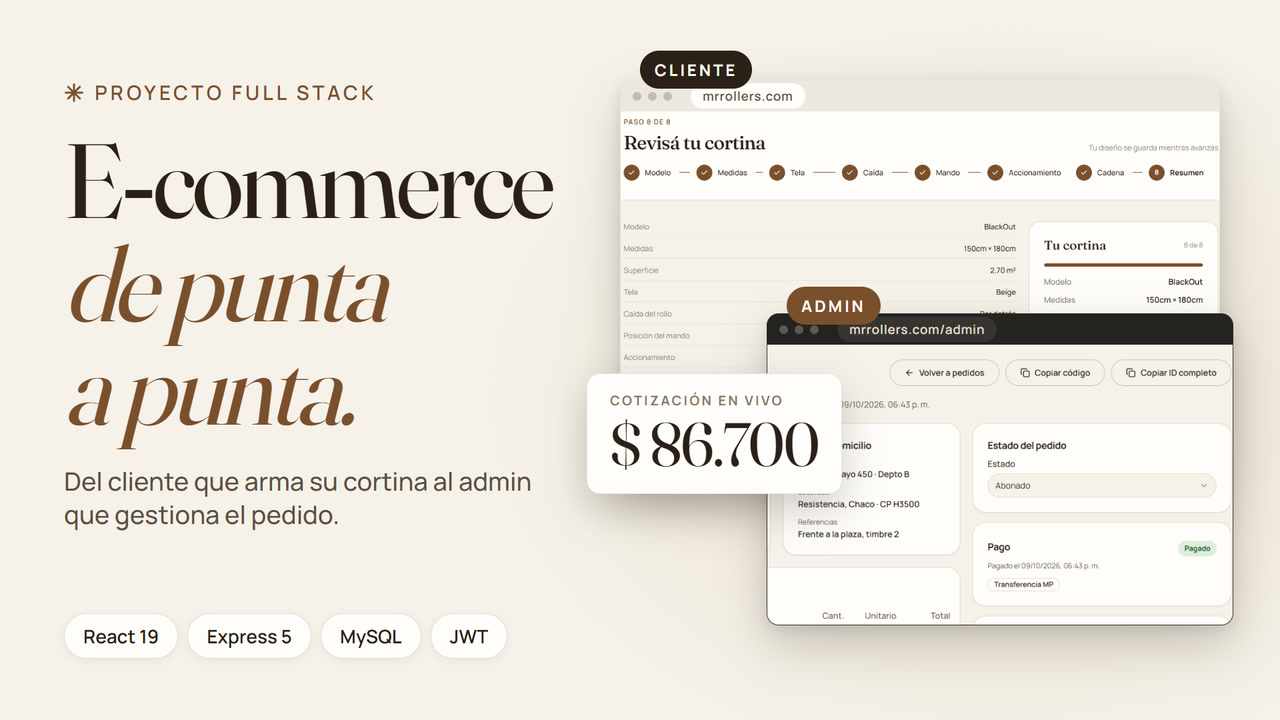 PROYECTO FULL STACK
E-commerce
de punta
a punta.
Del cliente que arma su cortina al admin
que gestiona el pedido.
React 19
Express 5
MySQL
JWT
CLIENTE
mrrollers.com
PASO 8 DE 8
Revisá tu cortina
Tu diseño se guarda mientras avanzás
Modelo
Medidas
Tela
Caída
Mando
Accionamiento
Cadena
8 Resumen
Modelo BlackOut
Medidas 150cm × 180cm
Superficie 2.70 m²
Tela Beige
Caída del rollo
Posición del mando
Accionamiento
Tu cortina 8 de 8
Modelo BlackOut
Medidas 150cm × 180cm
COTIZACIÓN EN VIVO
$ 86.700
ADMIN
mrrollers.com/admin
Volver a pedidos
Copiar código
Copiar ID completo
09/10/2026, 06:43 p. m.
450 · Depto B
Resistencia, Chaco · CP H3500
Referencias
Frente a la plaza, timbre 2
Cant. Unitario Total
Estado del pedido
Estado
Abonado
Pago Pagado
Pagado el 09/10/2026, 06:43 p. m.
Transferencia MP